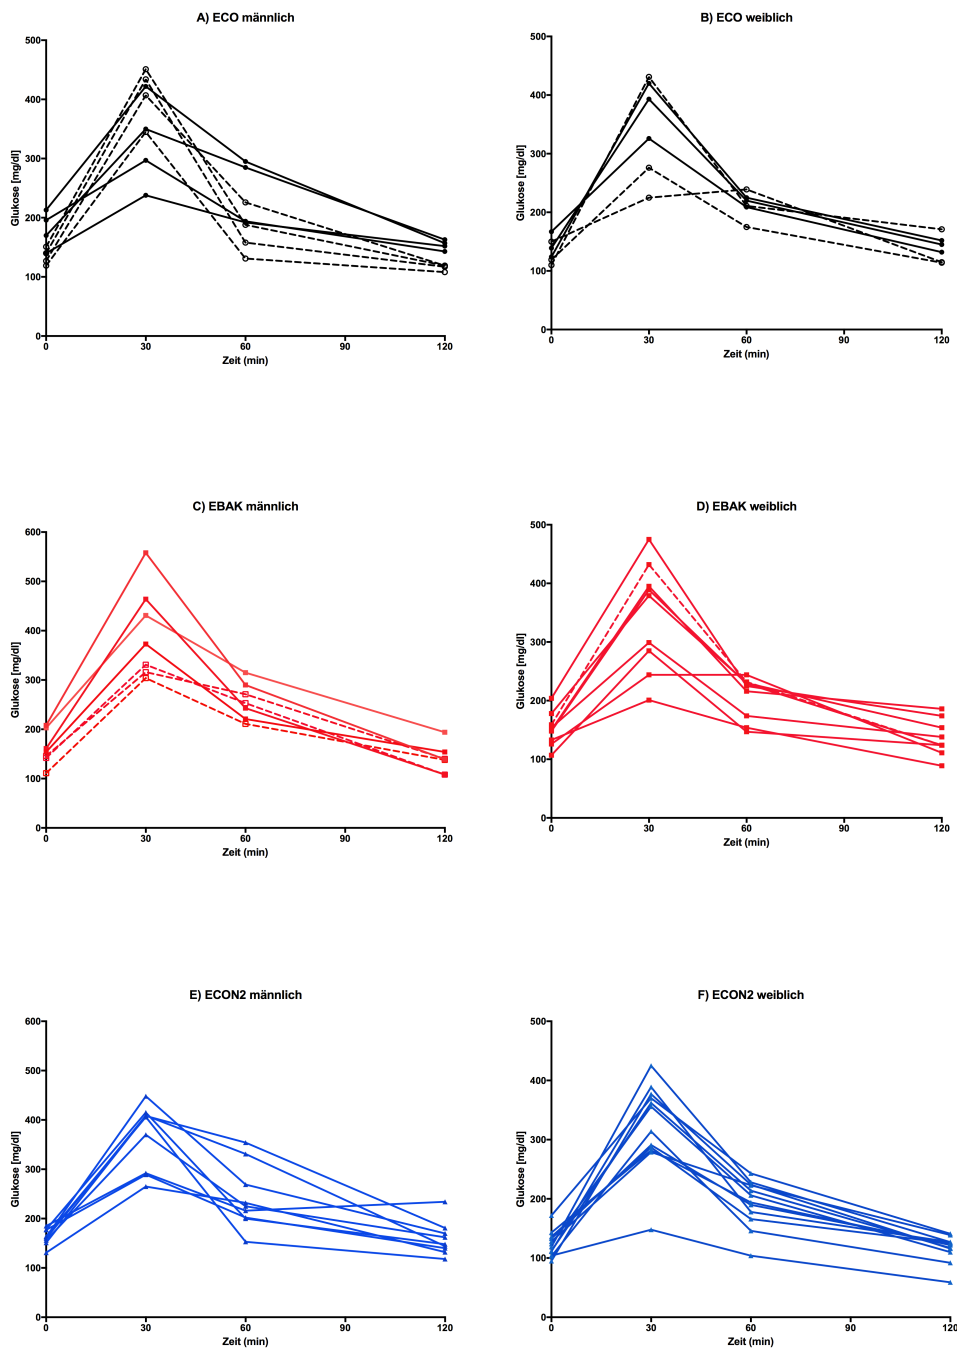 A) ECO männlich
500
400
300
200
100
0
0 30 60 90 120
Glukose [mg/dl]
Zeit (min)
B) ECO weiblich
500
400
300
200
100
0
0 30 60 90 120
Glukose [mg/dl]
Zeit (min)
C) EBAK männlich
600
500
400
300
200
100
0
0 30 60 90 120
Glukose [mg/dl]
Zeit (min)
D) EBAK weiblich
500
400
300
200
100
0
0 30 60 90 120
Glukose [mg/dl]
Zeit (min)
E) ECON2 männlich
600
500
400
300
200
100
0
0 30 60 90 120
Glukose [mg/dl]
Zeit (min)
F) ECON2 weiblich
500
400
300
200
100
0
0 30 60 90 120
Glukose [mg/dl]
Zeit (min)